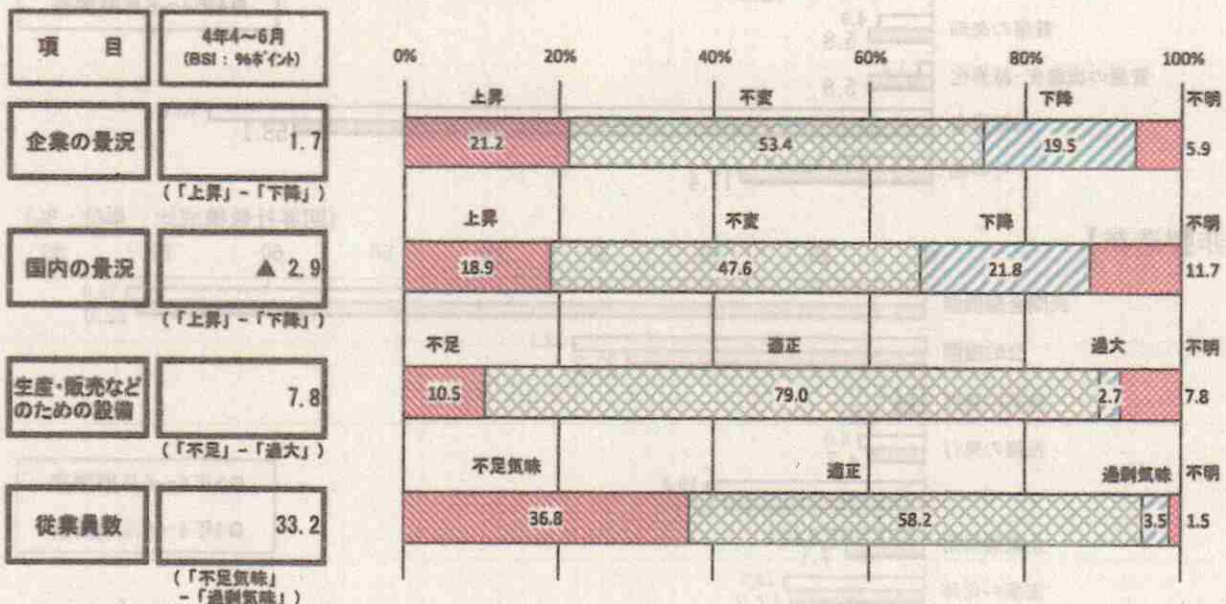 項　目
4年4～6月
(BSI：%ポイント)
0%
20%
40%
60%
80%
100%
上昇
不変
下降
不明
企業の景況
1.7
21.2
53.4
19.5
5.9
(「上昇」-「下降」)
上昇
不変
下降
不明
国内の景況
▲ 2.9
18.9
47.6
21.8
11.7
(「上昇」-「下降」)
不足
適正
過大
不明
生産・販売など
のための設備
7.8
10.5
79.0
2.7
7.8
(「不足」-「過大」)
不足気味
適正
過剰気味
不明
従業員数
33.2
36.8
58.2
3.5
1.5
(「不足気味」
-「過剰気味」)